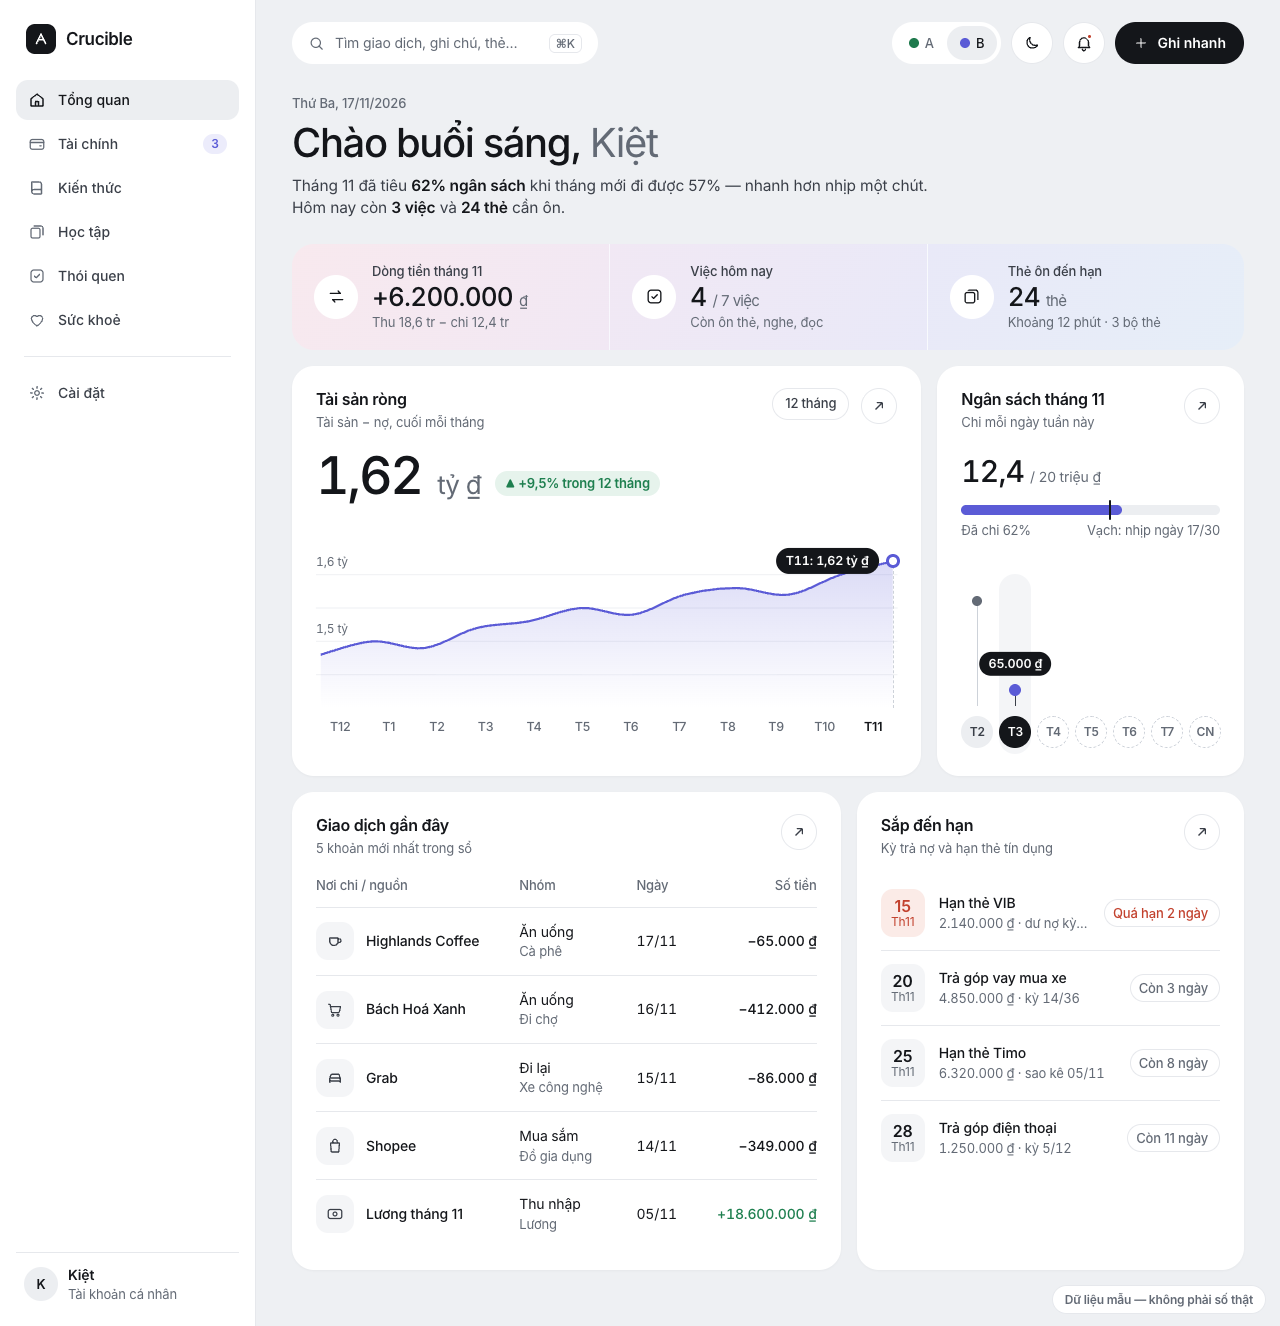 Crucible
Tổng quan
Tài chính 3
Kiến thức
Học tập
Thói quen
Sức khoẻ
Cài đặt
K
Kiệt
Tài khoản cá nhân
Tìm giao dịch, ghi chú, thẻ... ⌘K
A B
Ghi nhanh
Thứ Ba, 17/11/2026
Chào buổi sáng, Kiệt
Tháng 11 đã tiêu 62% ngân sách khi tháng mới đi được 57% — nhanh hơn nhịp một chút.
Hôm nay còn 3 việc và 24 thẻ cần ôn.
Dòng tiền tháng 11
+6.200.000 ₫
Thu 18,6 tr − chi 12,4 tr
Việc hôm nay
4 / 7 việc
Còn ôn thẻ, nghe, đọc
Thẻ ôn đến hạn
24 thẻ
Khoảng 12 phút · 3 bộ thẻ
Tài sản ròng
Tài sản − nợ, cuối mỗi tháng
12 tháng
1,62 tỷ ₫
▲ +9,5% trong 12 tháng
1,6 tỷ
T11: 1,62 tỷ ₫
1,5 tỷ
T12 T1 T2 T3 T4 T5 T6 T7 T8 T9 T10 T11
Ngân sách tháng 11
Chi mỗi ngày tuần này
12,4 / 20 triệu ₫
Đã chi 62% Vạch: nhịp ngày 17/30
65.000 ₫
T2 T3 T4 T5 T6 T7 CN
Giao dịch gần đây
5 khoản mới nhất trong sổ
Nơi chi / nguồn Nhóm Ngày Số tiền
Highlands Coffee Ăn uống 17/11 −65.000 ₫
Cà phê
Bách Hoá Xanh Ăn uống 16/11 −412.000 ₫
Đi chợ
Grab Đi lại 15/11 −86.000 ₫
Xe công nghệ
Shopee Mua sắm 14/11 −349.000 ₫
Đồ gia dụng
Lương tháng 11 Thu nhập 05/11 +18.600.000 ₫
Lương
Sắp đến hạn
Kỳ trả nợ và hạn thẻ tín dụng
15 Th11
Hạn thẻ VIB
2.140.000 ₫ · dư nợ kỳ...
Quá hạn 2 ngày
20 Th11
Trả góp vay mua xe
4.850.000 ₫ · kỳ 14/36
Còn 3 ngày
25 Th11
Hạn thẻ Timo
6.320.000 ₫ · sao kê 05/11
Còn 8 ngày
28 Th11
Trả góp điện thoại
1.250.000 ₫ · kỳ 5/12
Còn 11 ngày
Dữ liệu mẫu — không phải số thật